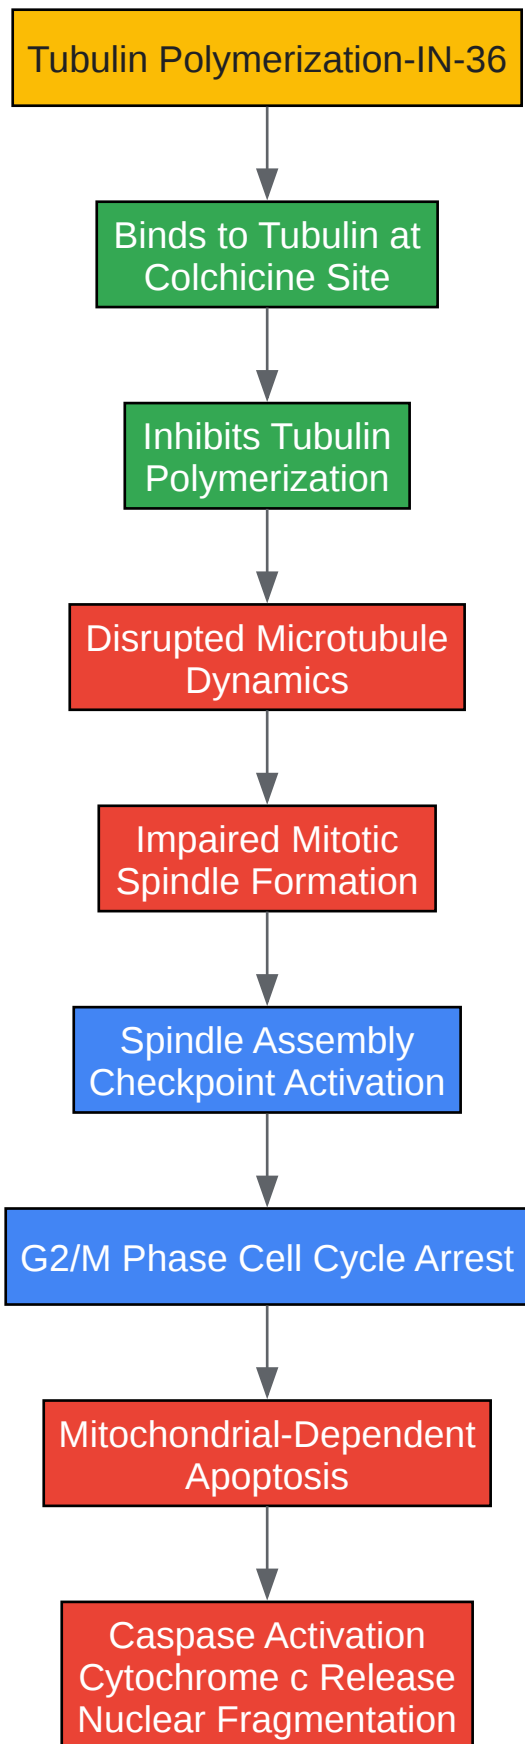 Tubulin Polymerization-IN-36
Binds to Tubulin at
Colchicine Site
Inhibits Tubulin
Polymerization
Disrupted Microtubule
Dynamics
Impaired Mitotic
Spindle Formation
Spindle Assembly
Checkpoint Activation
G2/M Phase Cell Cycle Arrest
Mitochondrial-Dependent
Apoptosis
Caspase Activation
Cytochrome c Release
Nuclear Fragmentation